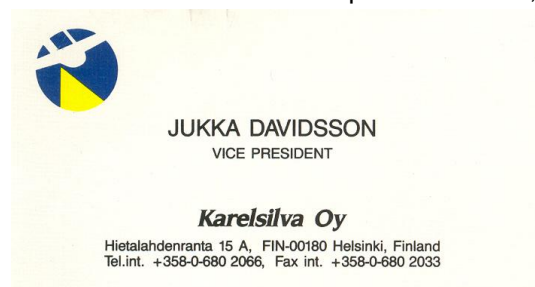 JUKKA DAVIDSSON
VICE PRESIDENT
Karelsilva Oy
Hietalahdenranta 15 A, FIN-00180 Helsinki, Finland
Tel.int. +358-0-680 2066, Fax int. +358-0-680 2033